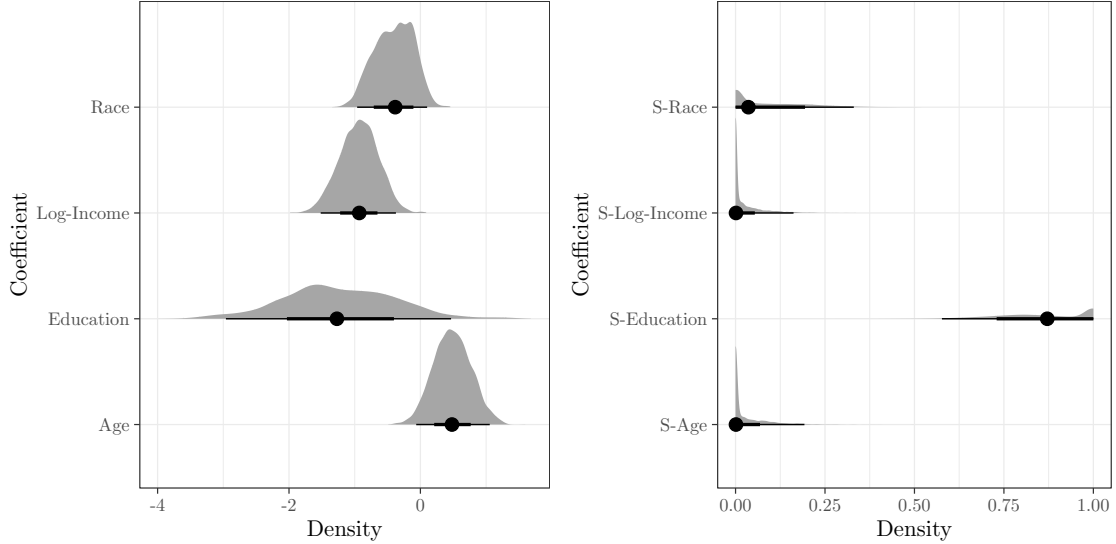 Coefficient
Race
Log-Income
Education
Age
-4
-2
0
Density
Coefficient
S-Race
S-Log-Income
S-Education
S-Age
0.00
0.25
0.50
0.75
1.00
Density